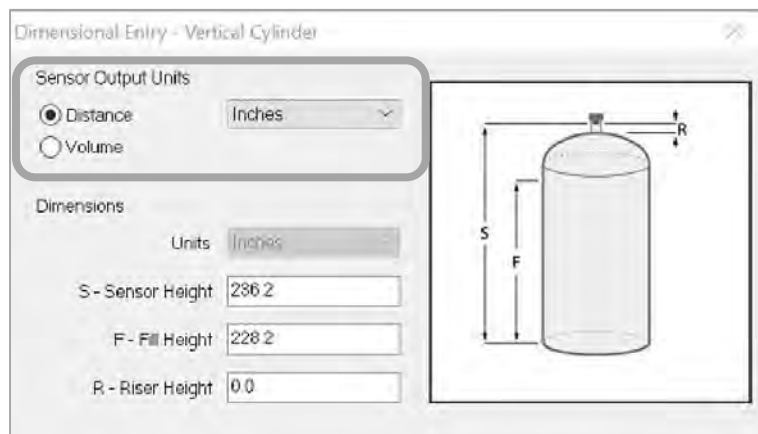 Dimensional Entry - Vertical Cylinder
Sensor Output Units
Distance
Inches
Volume
Dimensions
Units
Inches
S - Sensor Height
236.2
F - Fill Height
228.2
R - Riser Height
0.0
R
S
F